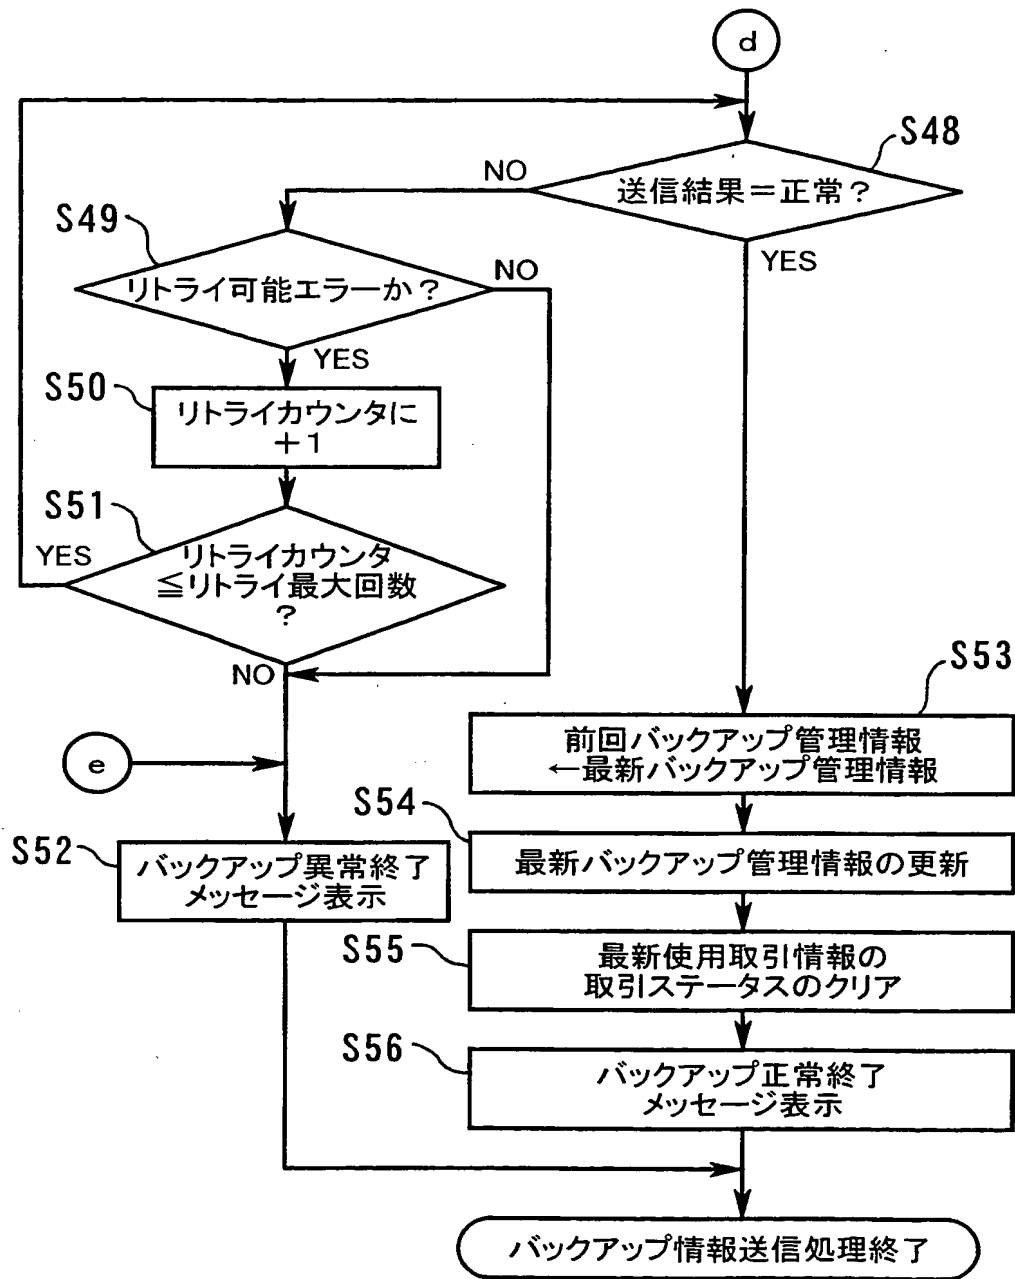 d
S48
送信結果＝正常？
NO
YES
S49
リトライ可能エラーか？
NO
YES
S50
リトライカウンタに
＋1
S51
YES
リトライカウンタ
≦リトライ最大回数
？
NO
S53
前回バックアップ管理情報
←最新バックアップ管理情報
e
S54
最新バックアップ管理情報の更新
S52
バックアップ異常終了
メッセージ表示
S55
最新使用取引情報の
取引ステータスのクリア
S56
バックアップ正常終了
メッセージ表示
バックアップ情報送信処理終了